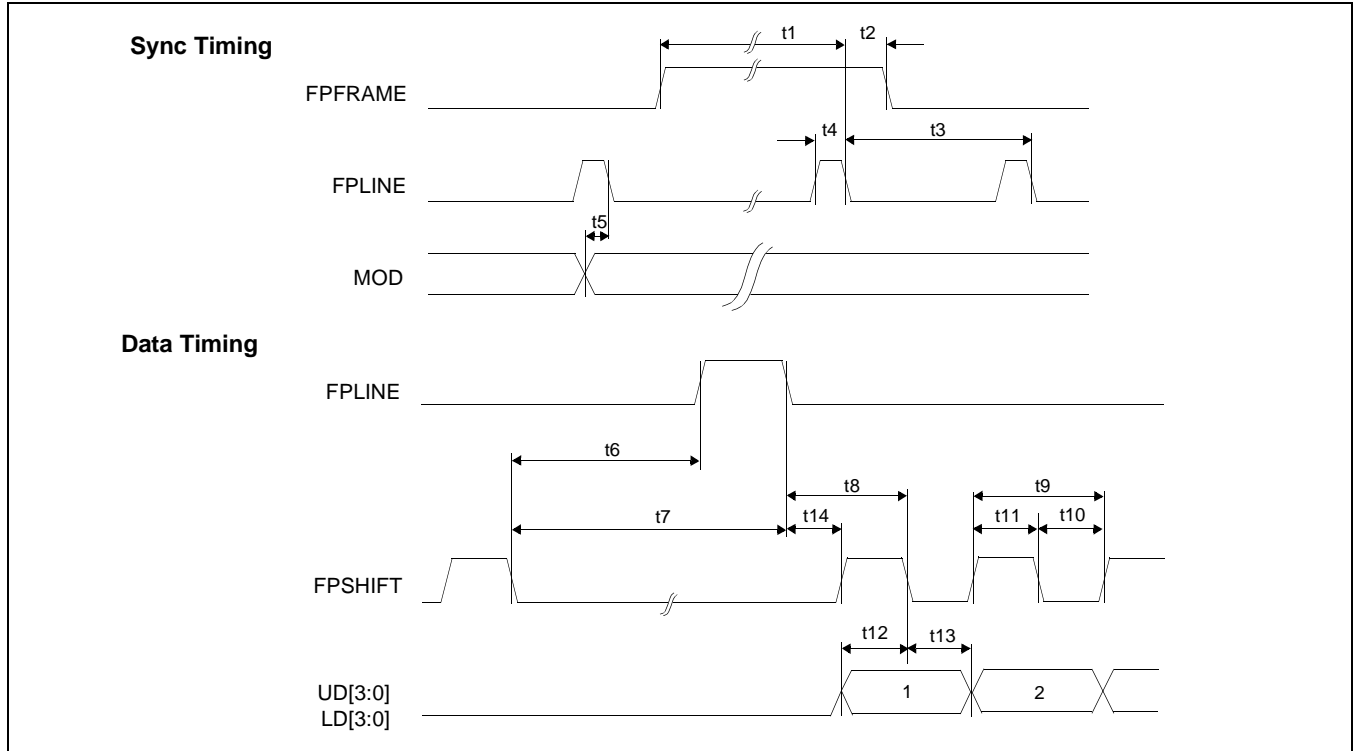 Sync Timing
t1
t2
FPFRAME
t4
t3
FPLINE
t5
MOD
Data Timing
FPLINE
t6
t8
t9
t7
t14
t11
t10
FPSHIFT
t12
t13
UD[3:0]
1
2
LD[3:0]